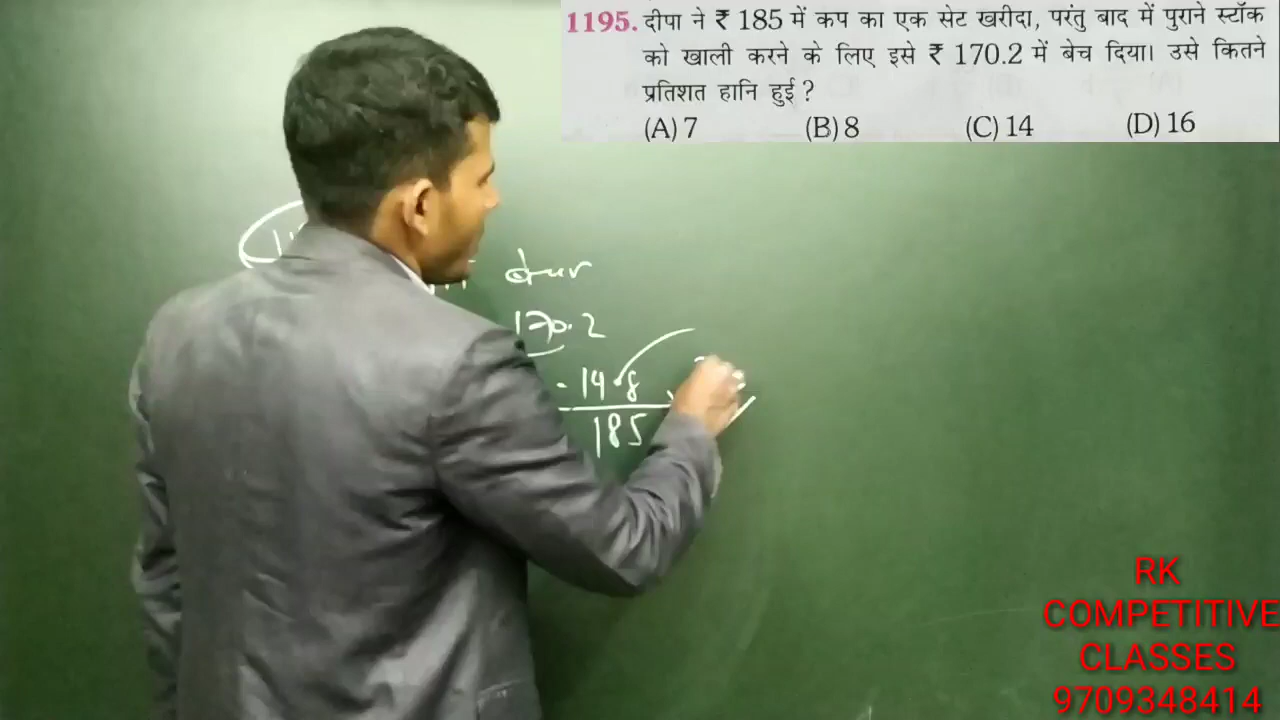 1195. दीपा ने ₹ 185 में कप का एक सेट खरीदा, परंतु बाद में पुराने स्टॉक
को खाली करने के लिए इसे ₹ 170.2 में बेच दिया। उसे कितने
प्रतिशत हानि हुई ?
(A) 7 (B) 8 (C) 14 (D) 16
170.2
- 14.8
185
RK
COMPETITIVE
CLASSES
9709348414